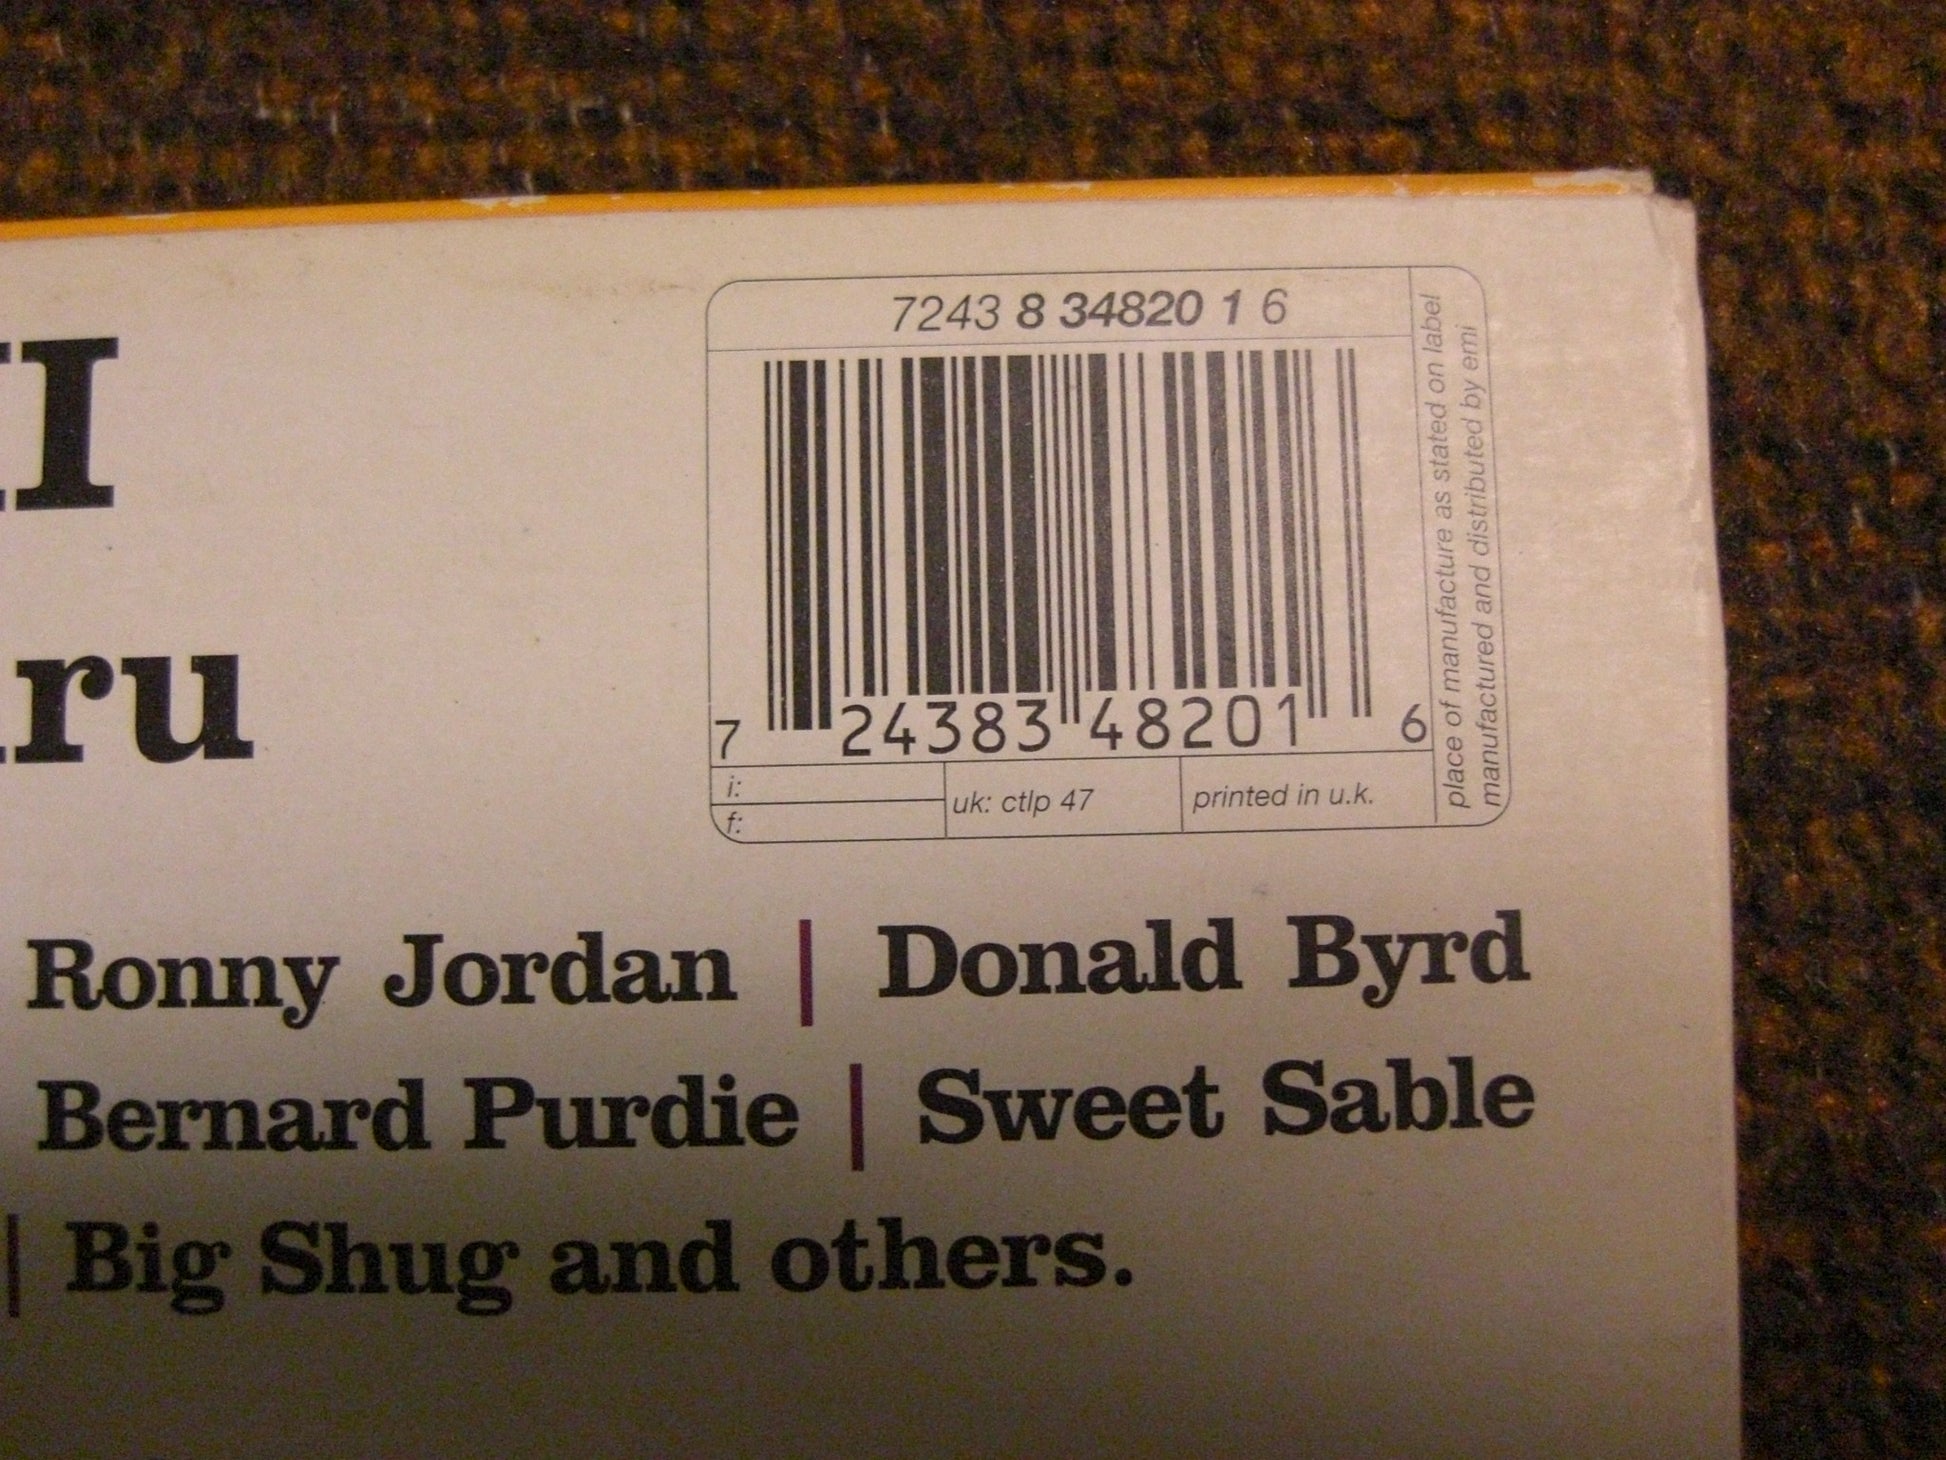 7243 8 34820 1 6
II
ru
7 24383 48201 6
i:
f:
uk: ctlp 47
printed in u.k.
place of manufacture as stated on label
manufactured and distributed by emi
Ronny Jordan | Donald Byrd
Bernard Purdie | Sweet Sable
| Big Shug and others.